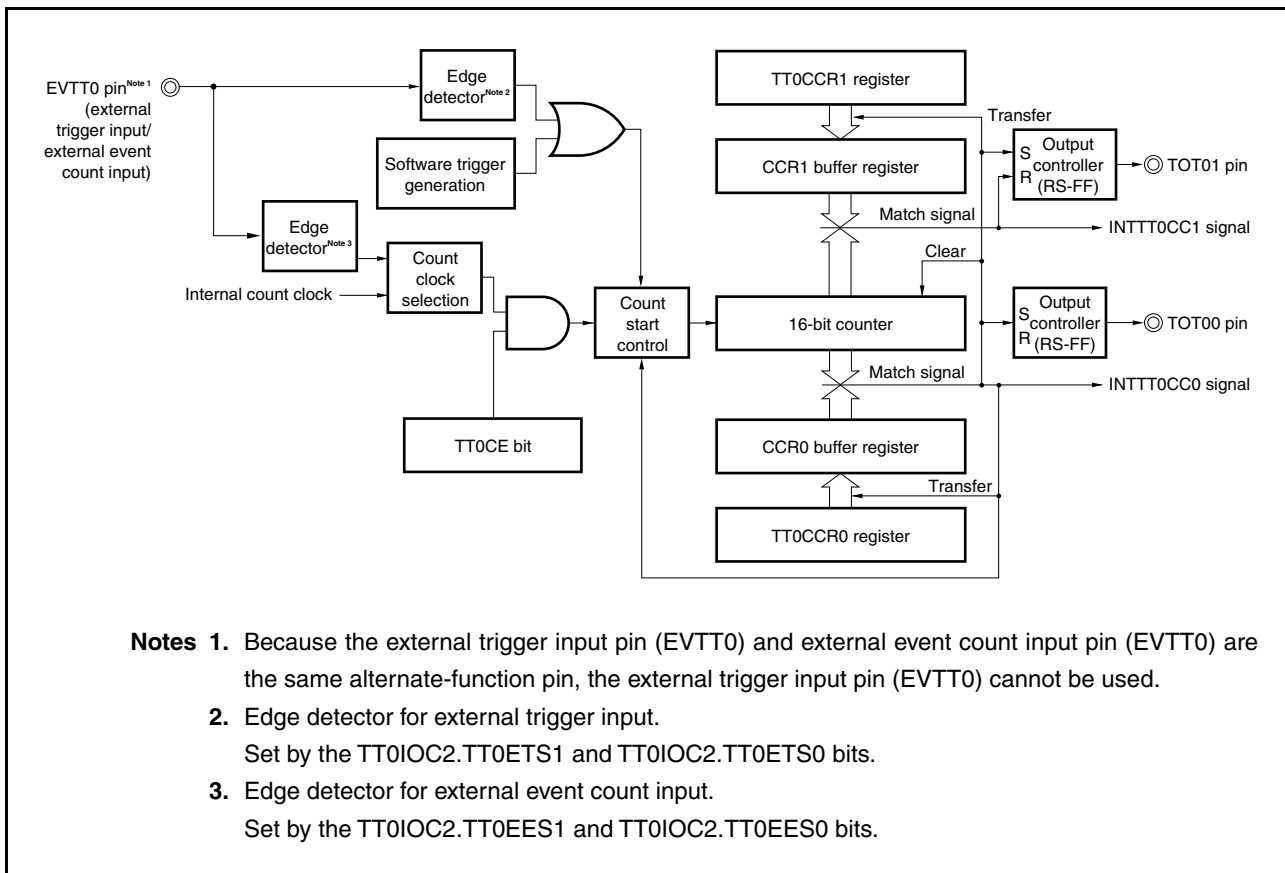 EVTT0 pin Note 1
(external
trigger input/
external event
count input)
Edge
detector Note 2
Software trigger
generation
Edge
detector Note 3
Internal count clock
Count
clock
selection
TT0CE bit
Count
start
control
TT0CCR1 register
Transfer
CCR1 buffer register
S
R
Output
controller
(RS-FF)
TOT01 pin
Match signal
INTTT0CC1 signal
Clear
16-bit counter
S
R
Output
controller
(RS-FF)
TOT00 pin
Match signal
INTTT0CC0 signal
CCR0 buffer register
Transfer
TT0CCR0 register
Notes 1. Because the external trigger input pin (EVTT0) and external event count input pin (EVTT0) are
the same alternate-function pin, the external trigger input pin (EVTT0) cannot be used.
2. Edge detector for external trigger input.
Set by the TT0IOC2.TT0ETS1 and TT0IOC2.TT0ETS0 bits.
3. Edge detector for external event count input.
Set by the TT0IOC2.TT0EES1 and TT0IOC2.TT0EES0 bits.